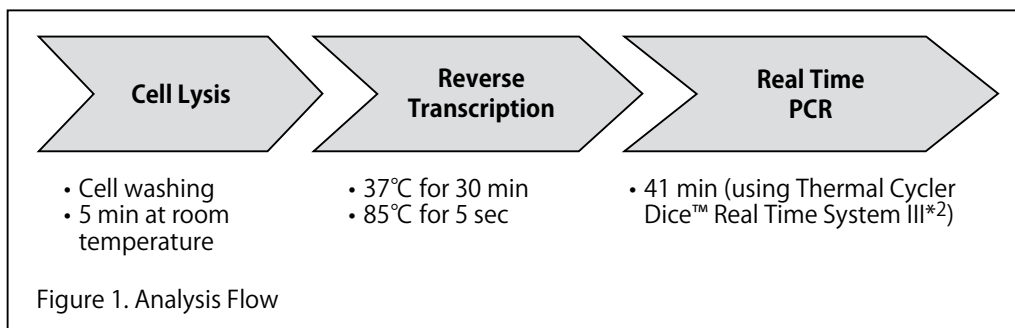 Cell Lysis
Reverse
Transcription
Real Time
PCR
• Cell washing
• 5 min at room
temperature
• 37℃ for 30 min
• 85℃ for 5 sec
• 41 min (using Thermal Cycler
Dice™ Real Time System III*2)
Figure 1. Analysis Flow